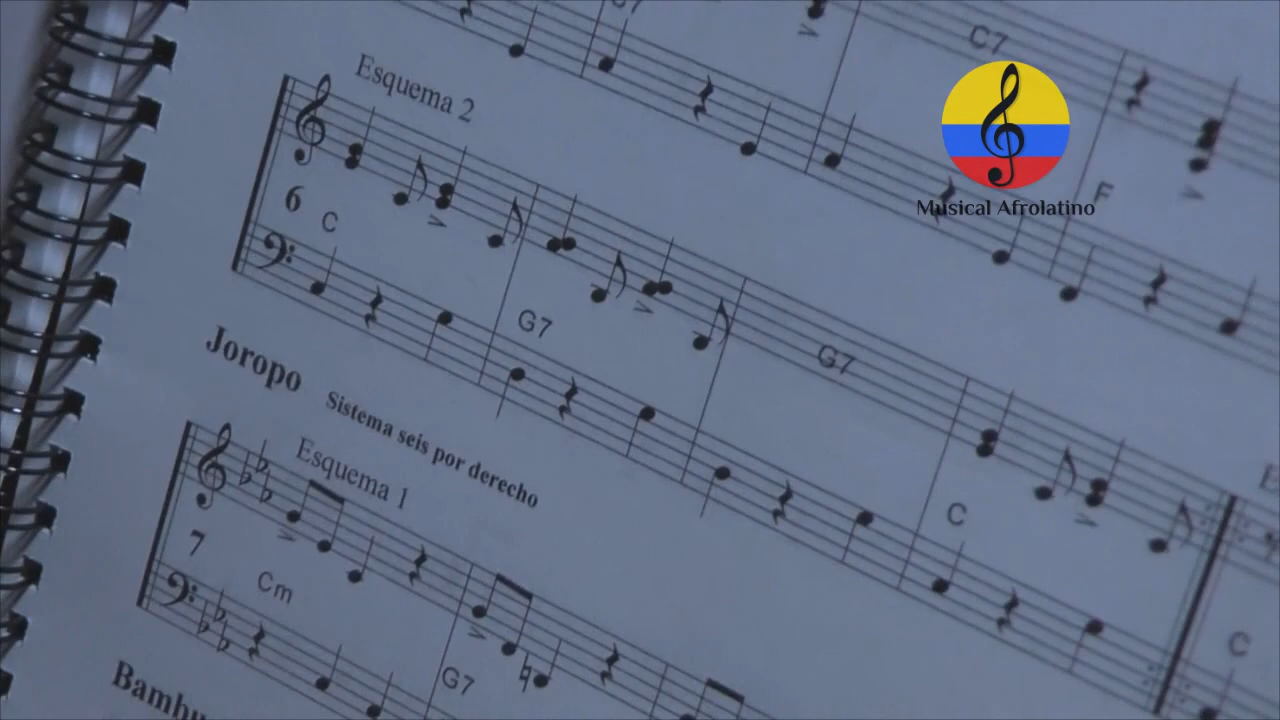 C7
Esquema 2
F
Musical Afrolatino
6
C
G7
G7
C
Joropo Sistema seis por derecho
Esquema 1
7
Cm
G7
C